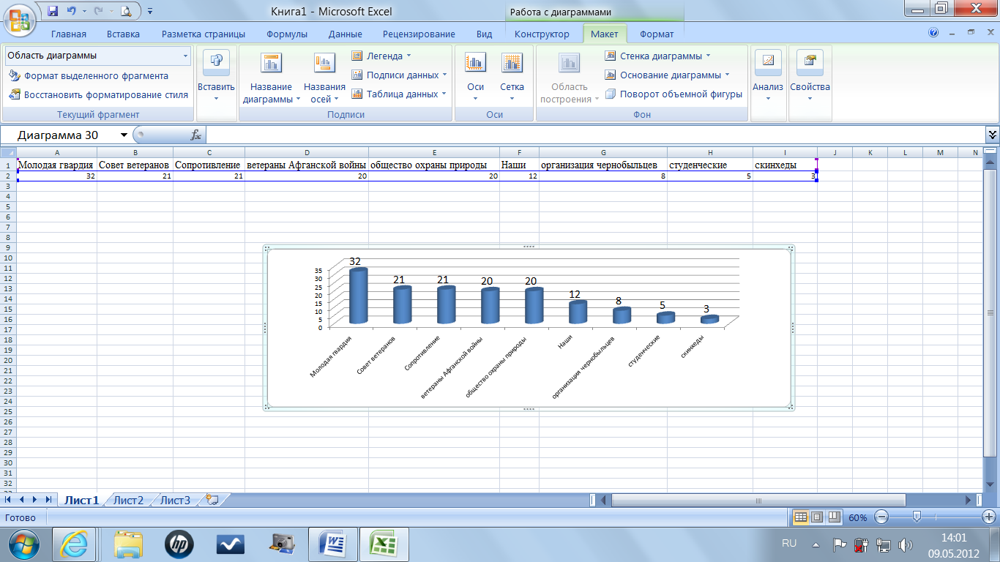 Книга1 - Microsoft Excel
Работа с диаграммами
Главная Вставка Разметка страницы Формулы Данные Рецензирование Вид Конструктор Макет Формат
Область диаграммы
Формат выделенного фрагмента
Восстановить форматирование стиля
Текущий фрагмент
Вставить
Название диаграммы
Названия осей
Легенда
Подписи данных
Таблица данных
Подписи
Оси
Сетка
Оси
Область построения
Стенка диаграммы
Основание диаграммы
Поворот объемной фигуры
Фон
Анализ
Свойства
Диаграмма 30
fx
A B C D E F G H I J K L M N
1 Молодая гвардия Совет ветеранов Сопротивление ветераны Афганской войны общество охраны природы Наши организация чернобыльцев студенческие скинхеды
2 32 21 21 20 20 12 8 5 3
3
4
5
6
7
8
9
10
11
12
13
14
15
16
17
18
19
20
21
22
23
24
25
26
27
28
29
30
31
32
35
30
25
20
15
10
5
0
32 21 21 20 20 12 8 5 3
Молодая гвардия
Совет ветеранов
Сопротивление
ветераны Афганской войны
общество охраны природы
Наши
организация чернобыльцев
студенческие
скинхеды
Лист1 Лист2 Лист3
Готово
60%
hp
RU
14:01
09.05.2012